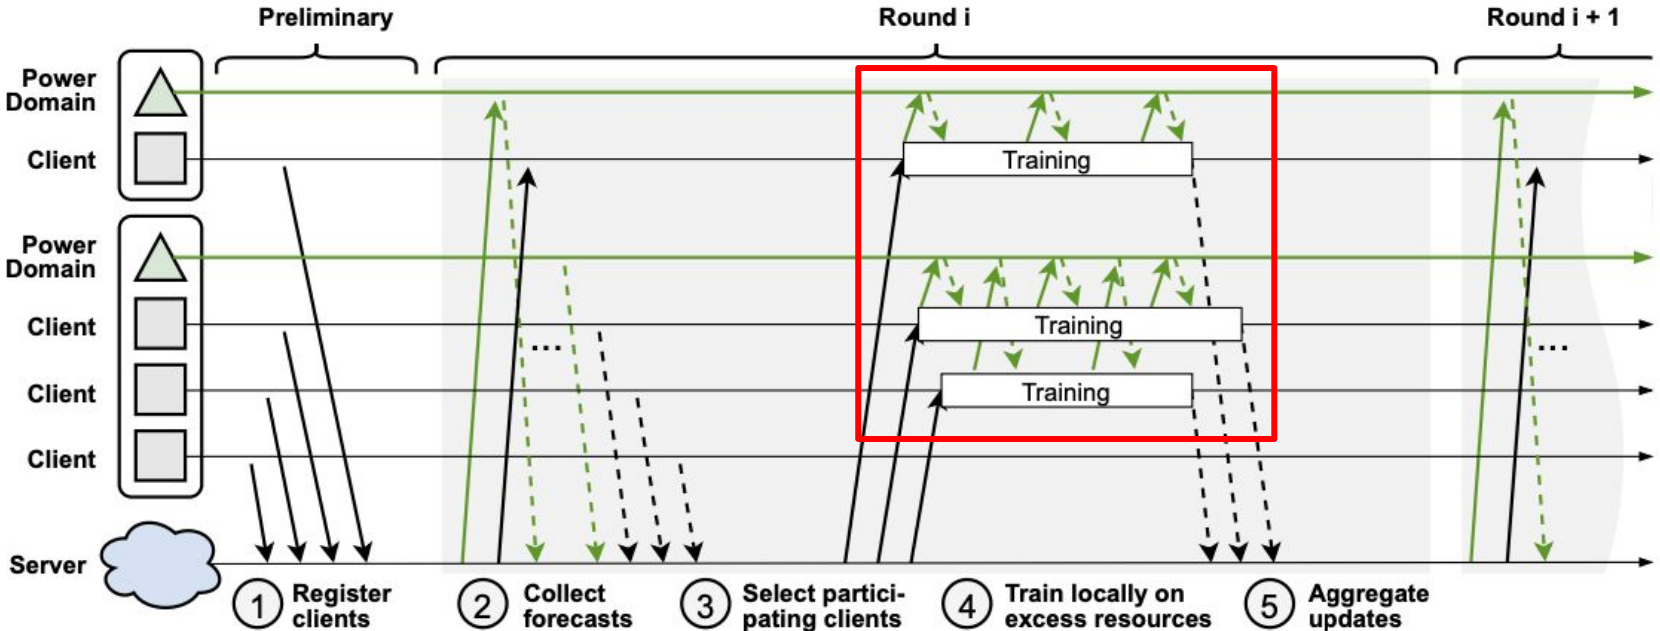 Preliminary
Round i
Round i + 1
Power
Domain
Client
Training
Power
Domain
Client
Training
...
...
Client
Training
Client
Server
1 Register
clients
2 Collect
forecasts
3 Select partici-
pating clients
4 Train locally on
excess resources
5 Aggregate
updates